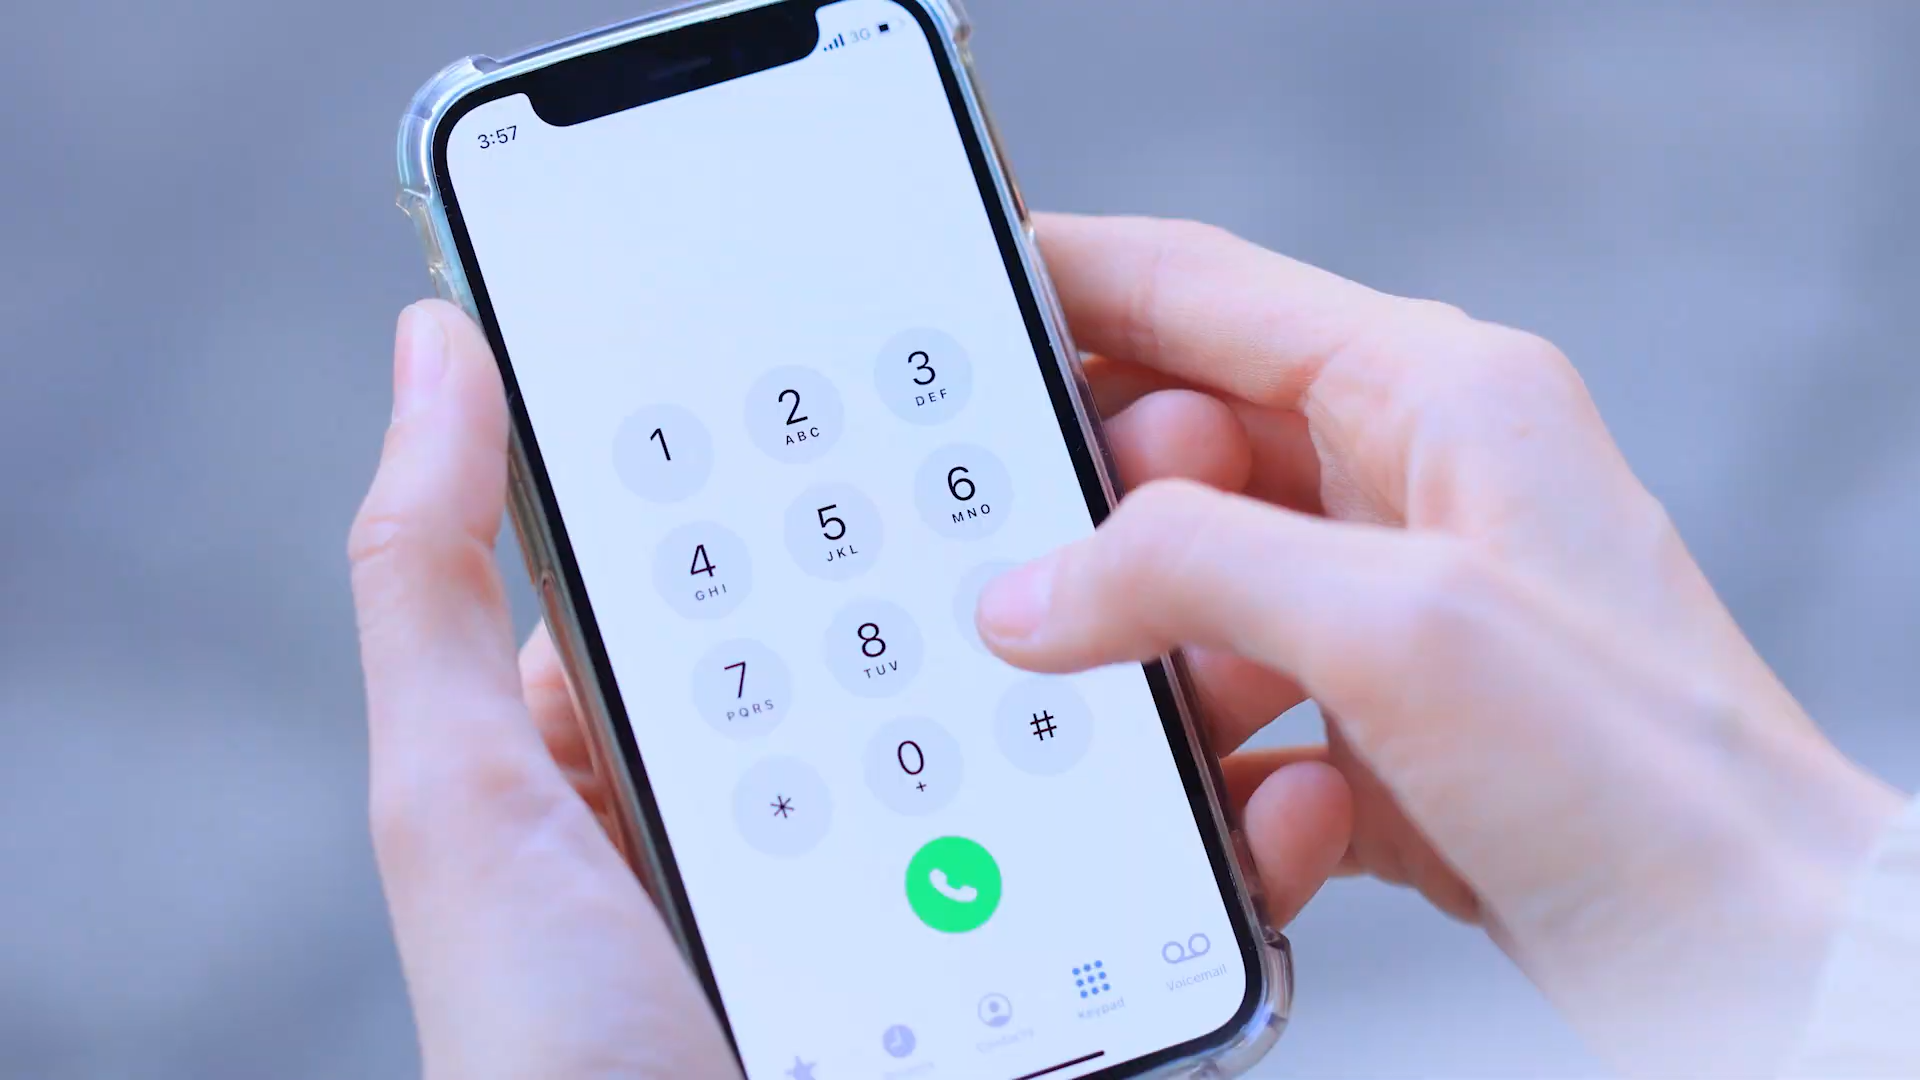 3:57
3G
1
2
ABC
3
DEF
4
GHI
5
JKL
6
MNO
7
PQRS
8
TUV
*
0
+
#
Contacts
Keypad
Voicemail